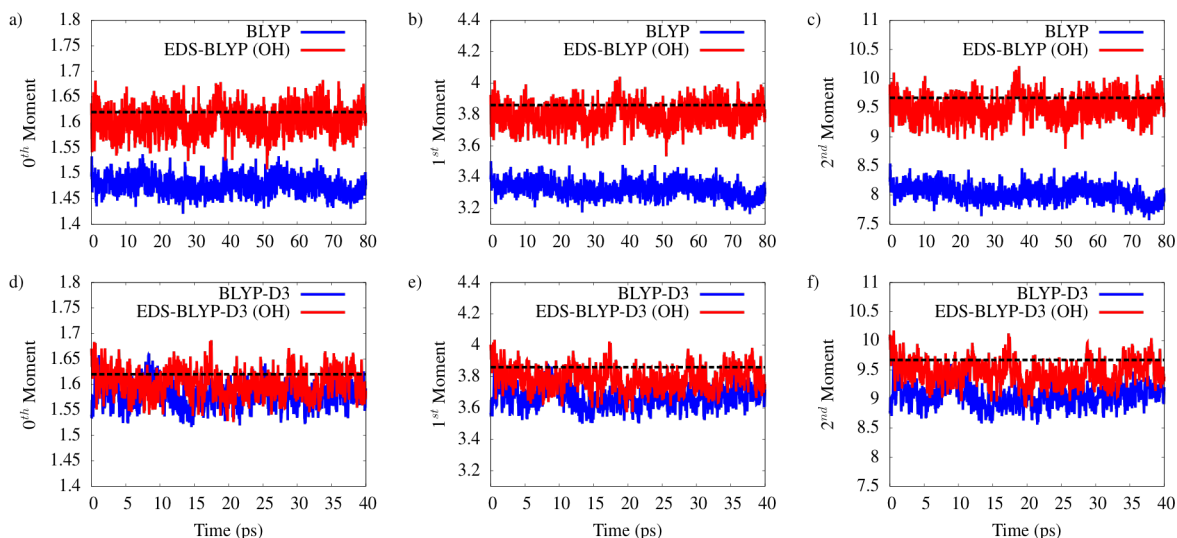 a)
BLYP
EDS-BLYP (OH)
0th Moment
1.8
1.75
1.7
1.65
1.6
1.55
1.5
1.45
1.4
0 10 20 30 40 50 60 70 80
b)
BLYP
EDS-BLYP (OH)
1st Moment
4.4
4.2
4
3.8
3.6
3.4
3.2
0 10 20 30 40 50 60 70 80
c)
BLYP
EDS-BLYP (OH)
2nd Moment
11
10.5
10
9.5
9
8.5
8
7.5
0 10 20 30 40 50 60 70 80
d)
BLYP-D3
EDS-BLYP-D3 (OH)
0th Moment
1.8
1.75
1.7
1.65
1.6
1.55
1.5
1.45
1.4
0 5 10 15 20 25 30 35 40
Time (ps)
e)
BLYP-D3
EDS-BLYP-D3 (OH)
1st Moment
4.4
4.2
4
3.8
3.6
3.4
3.2
0 5 10 15 20 25 30 35 40
Time (ps)
f)
BLYP-D3
EDS-BLYP-D3 (OH)
2nd Moment
11
10.5
10
9.5
9
8.5
8
7.5
0 5 10 15 20 25 30 35 40
Time (ps)